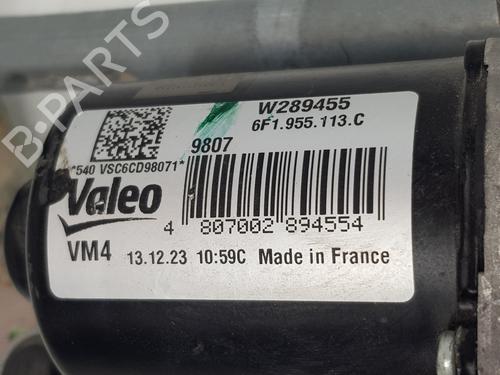 B-PARTS
W289455
6F1.955.113.C
9807
*540 VSC6CD98071*
Valeo
4 807002 894554
VM4 13.12.23 10:59C Made in France